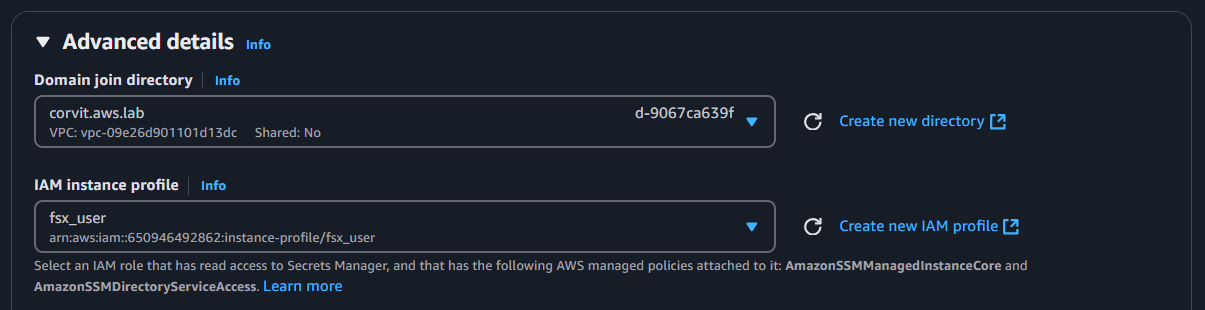 Advanced details Info
Domain join directory Info
corvit.aws.lab d-9067ca639f
VPC: vpc-09e26d901101d13dc Shared: No
Create new directory
IAM instance profile Info
fsx_user
arn:aws:iam::650946492862:instance-profile/fsx_user
Create new IAM profile
Select an IAM role that has read access to Secrets Manager, and that has the following AWS managed policies attached to it: AmazonSSMManagedInstanceCore and
AmazonSSMDirectoryServiceAccess. Learn more